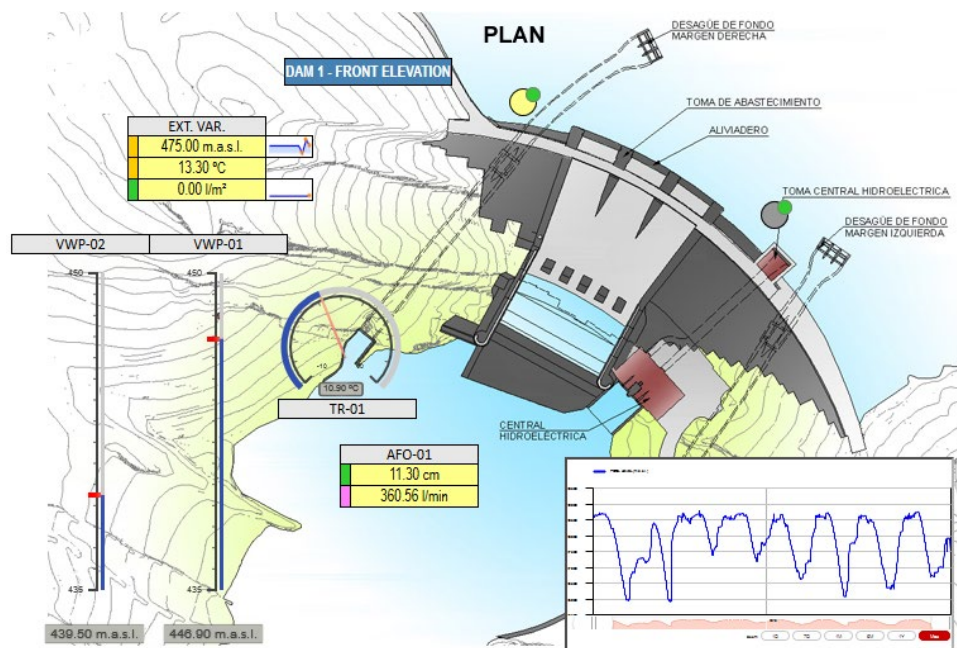 PLAN
DESAGÜE DE FONDO
MARGEN DERECHA
DAM 1 - FRONT ELEVATION
TOMA DE ABASTECIMIENTO
ALIVIADERO
EXT. VAR.
475.00 m.a.s.l.
13.30 ºC
0.00 l/m²
TOMA CENTRAL HIDROELECTRICA
DESAGÜE DE FONDO
MARGEN IZQUIERDA
VWP-02
VWP-01
450
450
-10
10.90 ºC
TR-01
CENTRAL
HIDROELECTRICA
AFO-01
11.30 cm
360.56 l/min
435
435
439.50 m.a.s.l.
446.90 m.a.s.l.